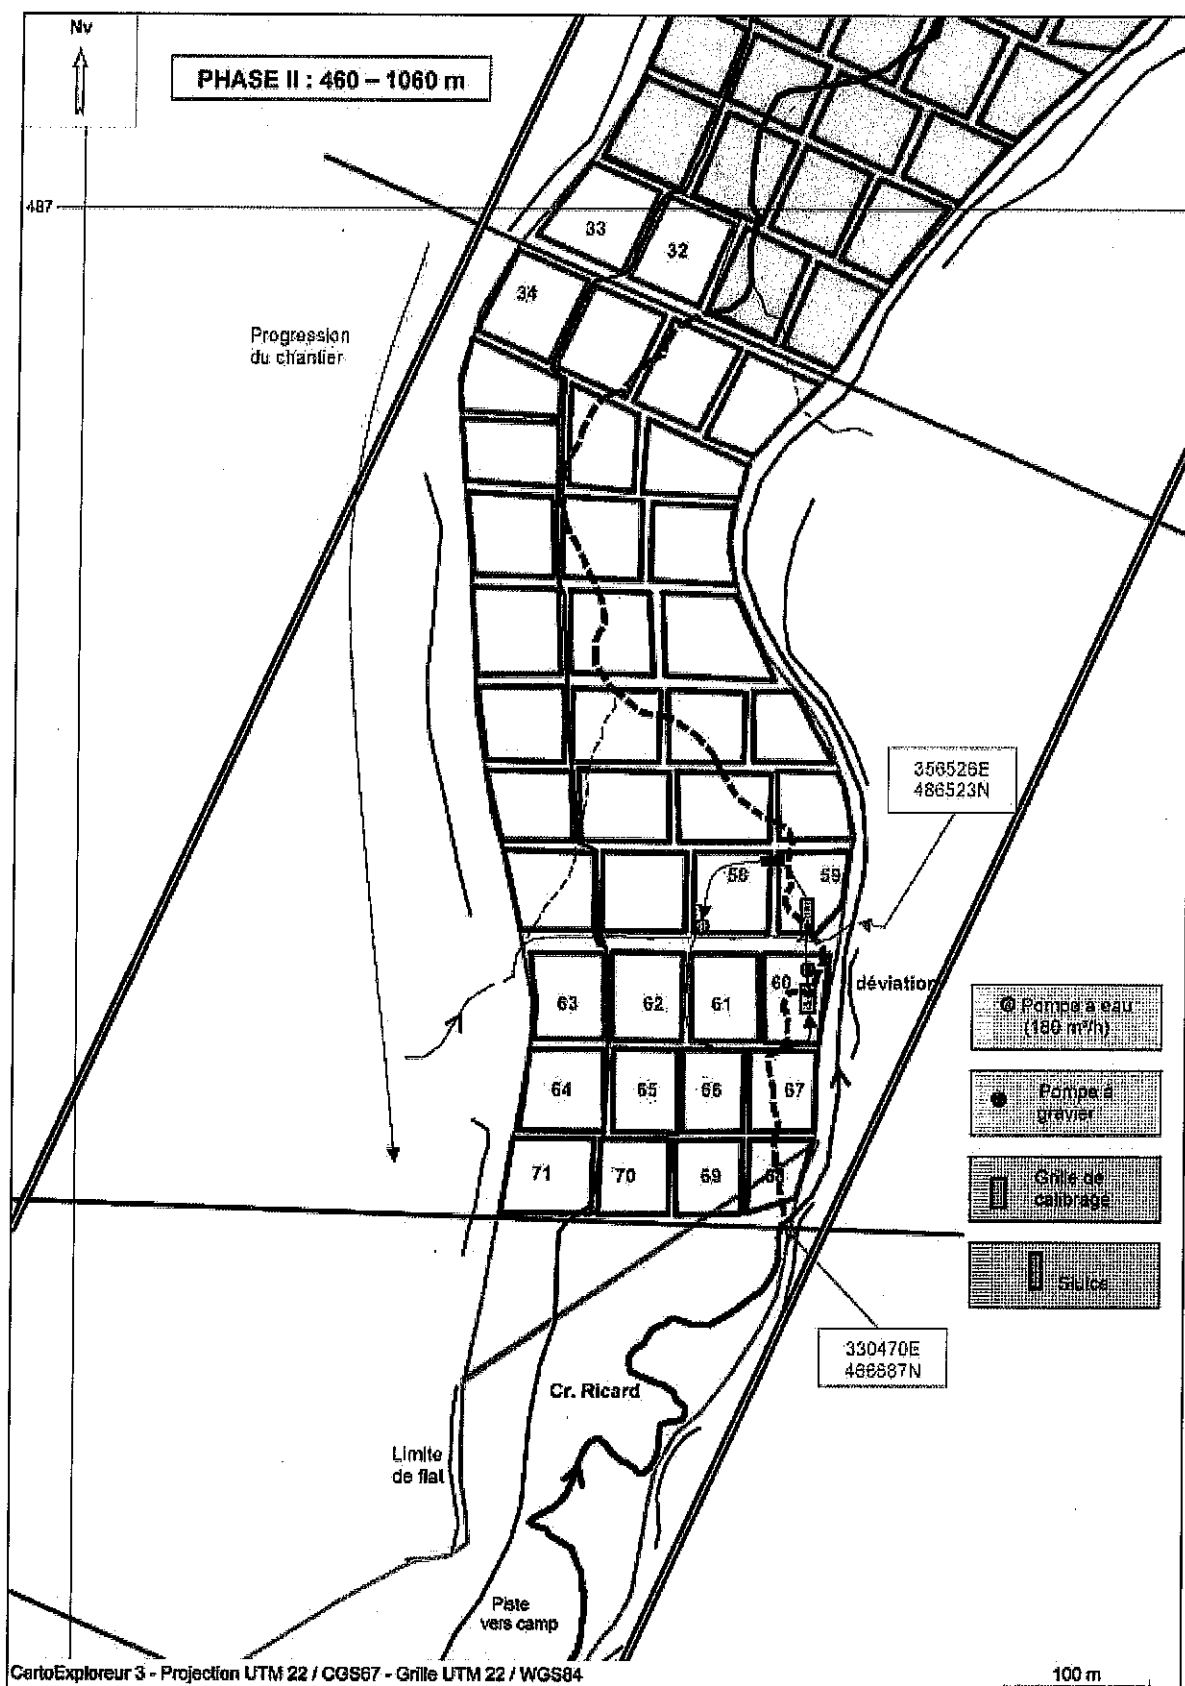 Nv
PHASE II : 460 – 1060 m
487
33
32
34
Progression
du chantier
356526E
486523N
58
59
déviation
63
62
61
60
Pompe à eau
(180 m³/h)
64
65
66
67
Pompe à
gravier
71
70
69
68
Grille de
calibrage
Sluice
330470E
486687N
Cr. Ricard
Limite
de flat
Piste
vers camp
CartoExploreur 3 - Projection UTM 22 / CGS67 - Grille UTM 22 / WGS84
100 m